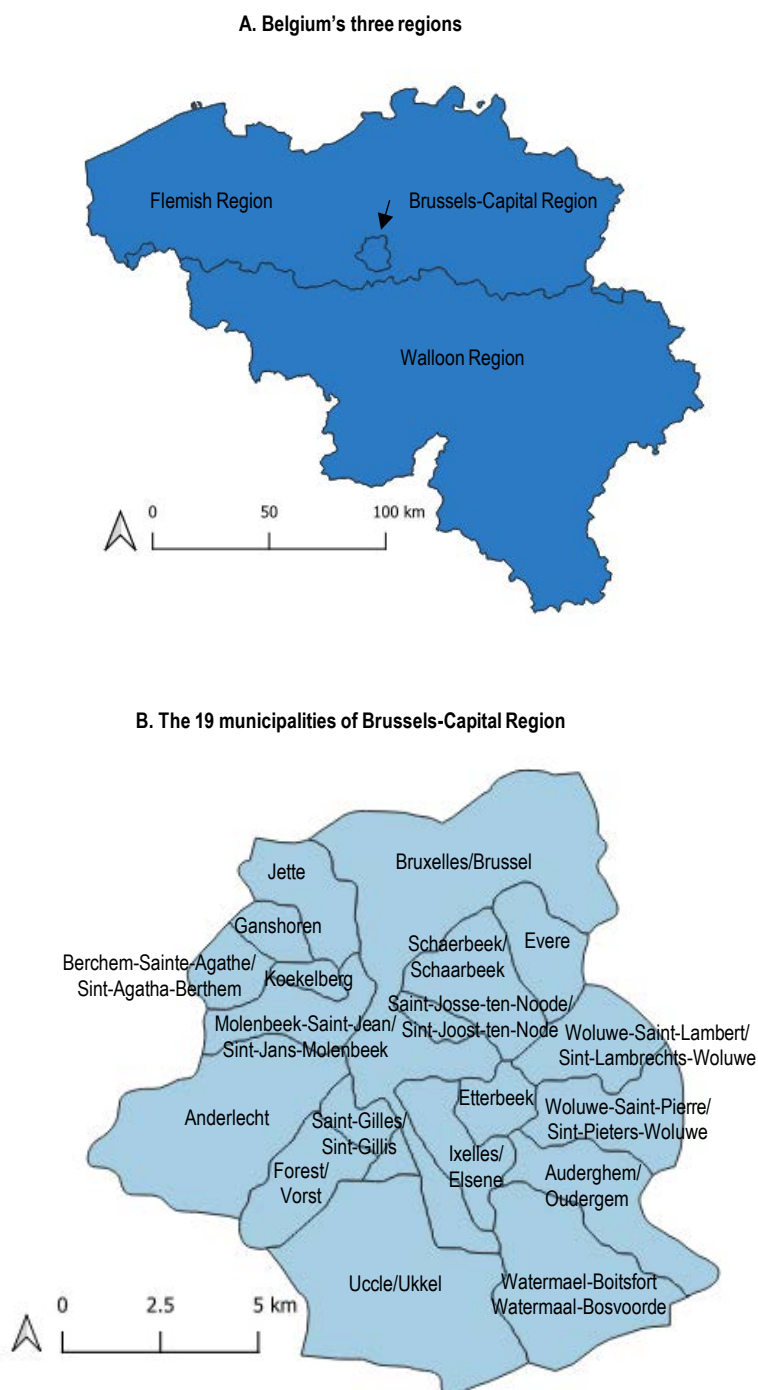 A. Belgium's three regions
Flemish Region
Brussels-Capital Region
Walloon Region
0 50 100 km
B. The 19 municipalities of Brussels-Capital Region
Bruxelles/Brussel
Jette
Ganshoren
Evere
Schaerbeek/
Schaarbeek
Berchem-Sainte-Agathe/
Sint-Agatha-Berthem
Koekelberg
Saint-Josse-ten-Noode/
Sint-Joost-ten-Node
Molenbeek-Saint-Jean/
Sint-Jans-Molenbeek
Woluwe-Saint-Lambert/
Sint-Lambrechts-Woluwe
Etterbeek
Woluwe-Saint-Pierre/
Sint-Pieters-Woluwe
Anderlecht
Saint-Gilles/
Sint-Gillis
Ixelles/
Elsene
Forest/
Vorst
Auderghem/
Oudergem
Uccle/Ukkel
Watermael-Boitsfort
Watermaal-Bosvoorde
0 2.5 5 km